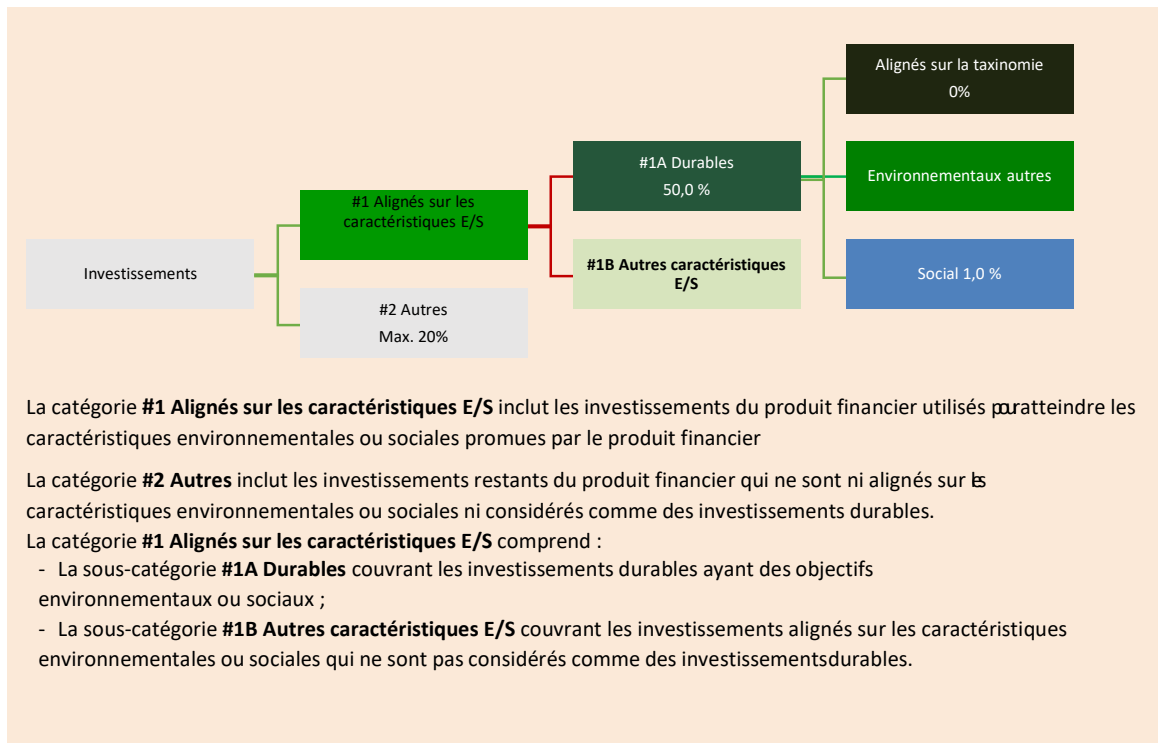 Alignés sur la taxinomie
0%
#1A Durables
50,0 %
Environnementaux autres
#1 Alignés sur les
caractéristiques E/S
Investissements
#1B Autres caractéristiques
E/S
Social 1,0 %
#2 Autres
Max. 20%
La catégorie #1 Alignés sur les caractéristiques E/S inclut les investissements du produit financier utilisés pouratteindre les
caractéristiques environnementales ou sociales promues par le produit financier
La catégorie #2 Autres inclut les investissements restants du produit financier qui ne sont ni alignés sur les
caractéristiques environnementales ou sociales ni considérés comme des investissements durables.
La catégorie #1 Alignés sur les caractéristiques E/S comprend :
- La sous-catégorie #1A Durables couvrant les investissements durables ayant des objectifs
environnementaux ou sociaux ;
- La sous-catégorie #1B Autres caractéristiques E/S couvrant les investissements alignés sur les caractéristiques
environnementales ou sociales qui ne sont pas considérés comme des investissementsdurables.